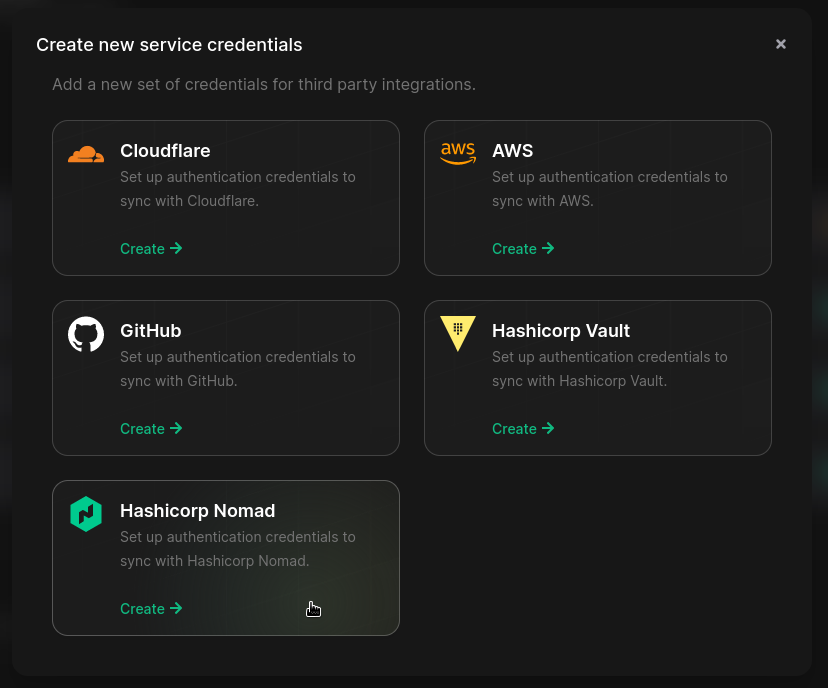 Create new service credentials
Add a new set of credentials for third party integrations.
Cloudflare
Set up authentication credentials to
sync with Cloudflare.
Create
aws
AWS
Set up authentication credentials to
sync with AWS.
Create
GitHub
Set up authentication credentials to
sync with GitHub.
Create
Hashicorp Vault
Set up authentication credentials to
sync with Hashicorp Vault.
Create
Hashicorp Nomad
Set up authentication credentials to
sync with Hashicorp Nomad.
Create